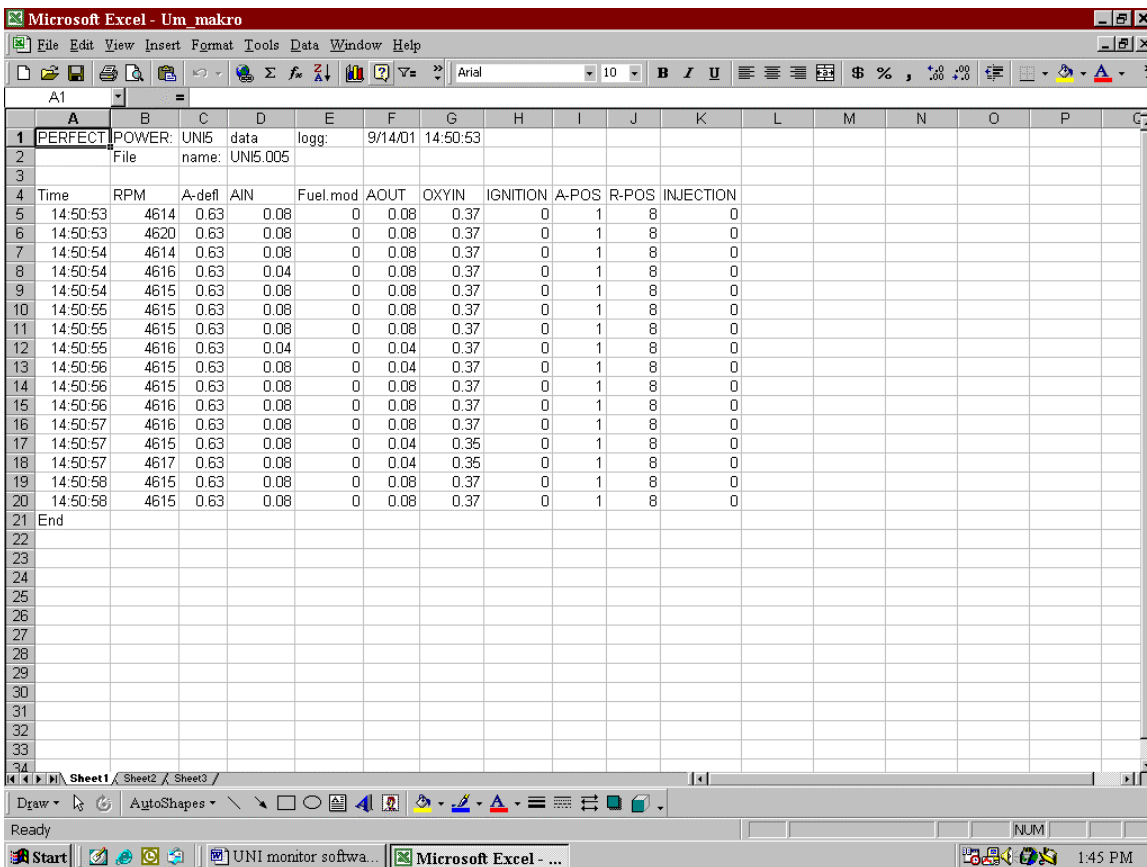 Microsoft Excel - Um_makro
File Edit View Insert Format Tools Data Window Help
Arial 10 B I U $ % ,
A1 =
A B C D E F G H I J K L M N O P
1 PERFECT POWER: UNI5 data logg: 9/14/01 14:50:53
2 File name: UNI5.005
3
4 Time RPM A-defl AIN Fuel.mod AOUT OXYIN IGNITION A-POS R-POS INJECTION
5 14:50:53 4614 0.63 0.08 0 0.08 0.37 0 1 8 0
6 14:50:53 4620 0.63 0.08 0 0.08 0.37 0 1 8 0
7 14:50:54 4614 0.63 0.08 0 0.08 0.37 0 1 8 0
8 14:50:54 4616 0.63 0.04 0 0.08 0.37 0 1 8 0
9 14:50:54 4615 0.63 0.08 0 0.08 0.37 0 1 8 0
10 14:50:55 4615 0.63 0.08 0 0.08 0.37 0 1 8 0
11 14:50:55 4615 0.63 0.08 0 0.08 0.37 0 1 8 0
12 14:50:55 4616 0.63 0.04 0 0.04 0.37 0 1 8 0
13 14:50:56 4615 0.63 0.08 0 0.04 0.37 0 1 8 0
14 14:50:56 4615 0.63 0.08 0 0.08 0.37 0 1 8 0
15 14:50:56 4616 0.63 0.08 0 0.08 0.37 0 1 8 0
16 14:50:57 4616 0.63 0.08 0 0.08 0.37 0 1 8 0
17 14:50:57 4615 0.63 0.08 0 0.04 0.35 0 1 8 0
18 14:50:57 4617 0.63 0.08 0 0.04 0.35 0 1 8 0
19 14:50:58 4615 0.63 0.08 0 0.08 0.37 0 1 8 0
20 14:50:58 4615 0.63 0.08 0 0.08 0.37 0 1 8 0
21 End
22
23
24
25
26
27
28
29
30
31
32
33
34
Sheet1 Sheet2 Sheet3
Draw AutoShapes
Ready NUM
Start UNI monitor softwa... Microsoft Excel - ... 1:45 PM